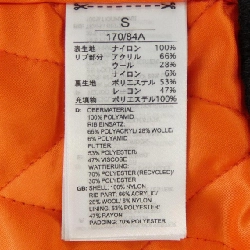 S
170/84A
表生地 ナイロン 100%
リブ部分 アクリル 66%
ウール 28%
ナイロン 6%
裏生地 ポリエステル 53%
レーヨン 47%
充填物 ポリエステル 100%
D: OBERMATERIAL:
100% POLYAMID
RIB EINSATZ:
66% POLYACRYL/ 28% WOLLE/
6% POLYAMID
FUTTER:
53% POLYESTER/
47% VISCODE
WATTIERUNG:
70% POLYESTER (RECYCLED)/
30% POLYESTER
GB: SHELL: 100% NYLON
RIB PART: 66% ACRYLIC/
28% WOOL/ 6% NYLON
LINING: 53% POLYESTER/
47% RAYON
PADDING: 70% POLYESTER